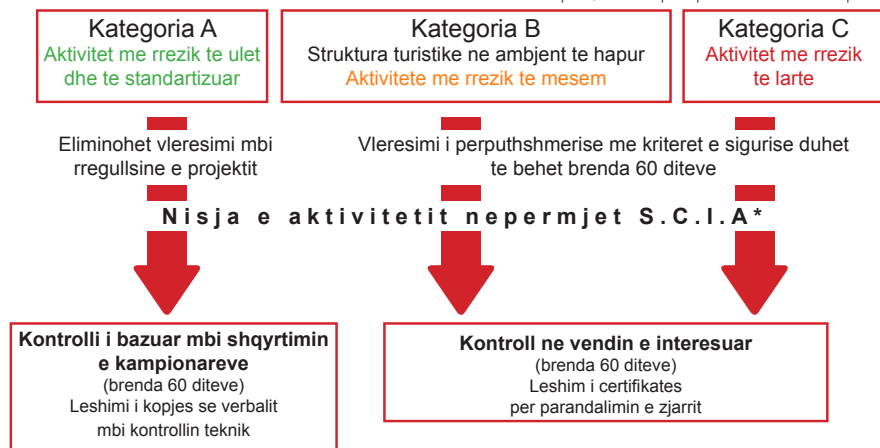 Kategoria A
Aktivitet me rrezik te ulet
dhe te standartizuar
Kategoria B
Struktura turistike ne ambjent te hapur
Aktivitete me rrezik te mesem
Kategoria C
Aktivitet me rrezik
te larte
Eliminohet vleresimi mbi
rregullsine e projektit
Vleresimi i perputhshmerise me kriteret e sigurise duhet
te behet brenda 60 diteve
Nisja e aktivitetit nepermjet S.C.I.A*
Kontrolli i bazuar mbi shqyrtimin
e kampionareve
(brenda 60 diteve)
Leshimi i kopjes se verbalit
mbi kontrollin teknik
Kontroll ne vendin e interesuar
(brenda 60 diteve)
Leshim i certifikates
per parandalimin e zjarrit